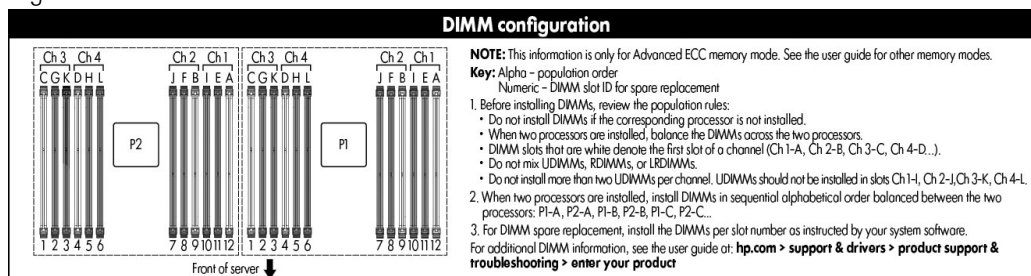 DIMM configuration
Ch 3 Ch 4 Ch 2 Ch 1 Ch 3 Ch 4 Ch 2 Ch 1
C G K D H L J F B I E A C G K D H L J F B I E A
P2 P1
1 2 3 4 5 6 7 8 9 10 11 12 1 2 3 4 5 6 7 8 9 10 11 12
Front of server
NOTE: This information is only for Advanced ECC memory mode. See the user guide for other memory modes.
Key: Alpha – population order
Numeric – DIMM slot ID for spare replacement
1. Before installing DIMMs, review the population rules:
• Do not install DIMMs if the corresponding processor is not installed.
• When two processors are installed, balance the DIMMs across the two processors.
• DIMM slots that are white denote the first slot of a channel (Ch 1-A, Ch 2-B, Ch 3-C, Ch 4-D...).
• Do not mix UDIMMs, RDIMMs, or LRDIMMs.
• Do not install more than two UDIMMs per channel. UDIMMs should not be installed in slots Ch 1-I, Ch 2-J,Ch 3-K, Ch 4-L.
2. When two processors are installed, install DIMMs in sequential alphabetical order balanced between the two
processors: P1-A, P2-A, P1-B, P2-B, P1-C, P2-C...
3. For DIMM spare replacement, install the DIMMs per slot number as instructed by your system software.
For additional DIMM information, see the user guide at: hp.com > support & drivers > product support &
troubleshooting > enter your product